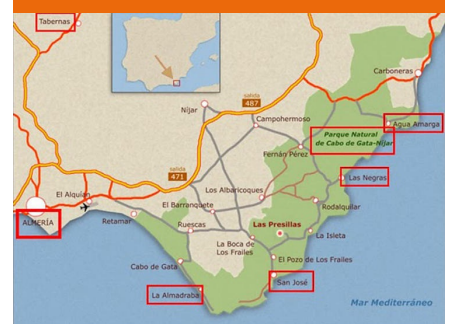 Tabernas
Carboneras
salida
487
Níjar
Campohermoso
Agua Amarga
Parque Natural
de Cabo de Gata-Níjar
Fernán Pérez
salida
471
Las Negras
El Alquián
Los Albaricoques
Rodalquilar
El Barranquete
ALMERÍA
Retamar
Ruescas
Las Presillas
La Isleta
La Boca de
Los Frailes
El Pozo de Los Frailes
Cabo de Gata
San José
La Almadraba
Mar Mediterráneo